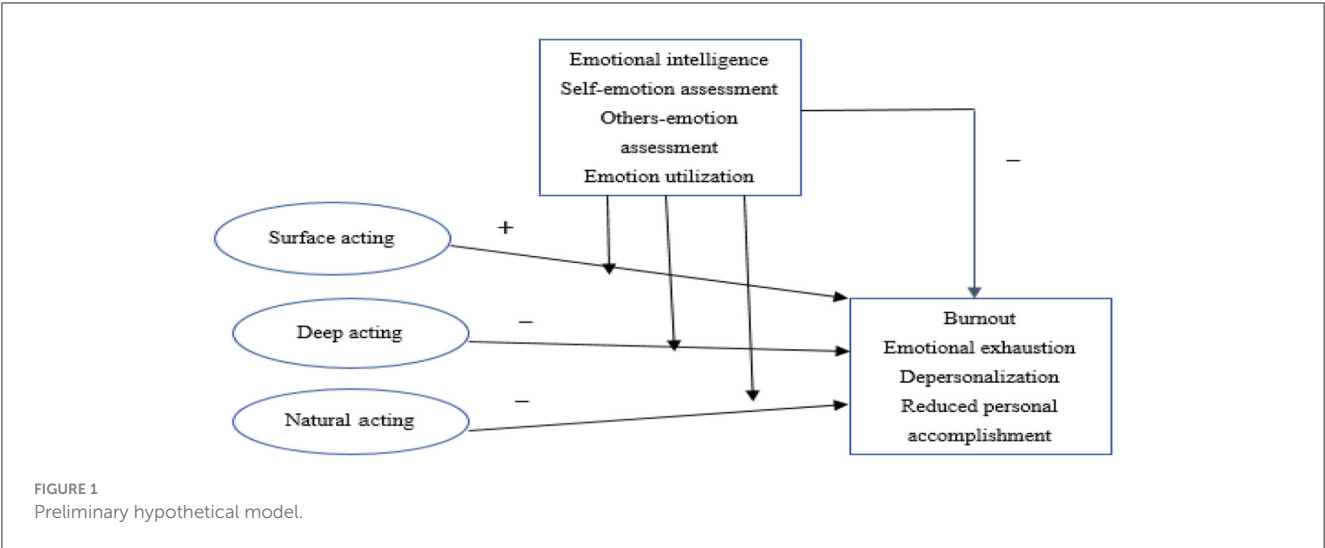 Emotional intelligence
Self-emotion assessment
Others-emotion
assessment
Emotion utilization
–
Surface acting
+
Deep acting
–
Natural acting
–
Burnout
Emotional exhaustion
Depersonalization
Reduced personal
accomplishment
FIGURE 1
Preliminary hypothetical model.